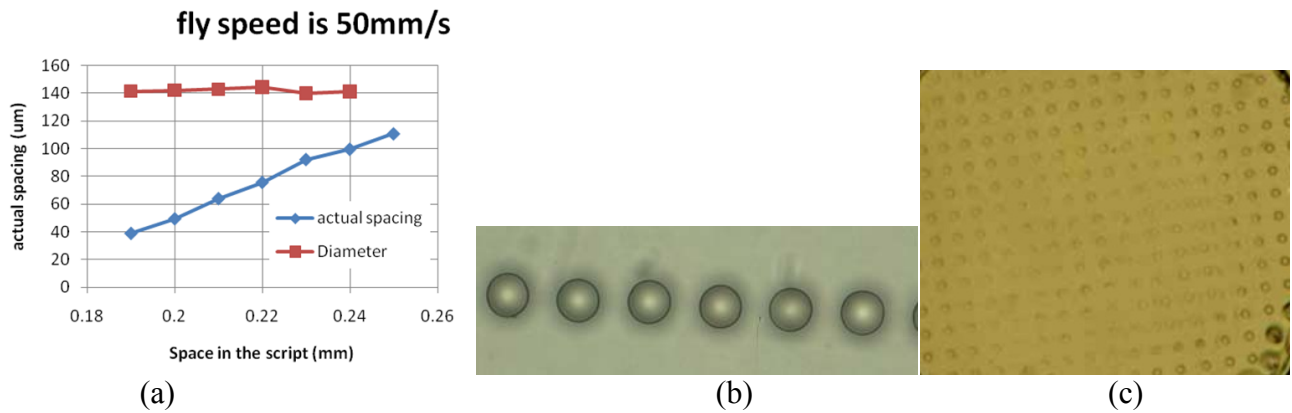 fly speed is 50mm/s
160
140
120
100
80
60
40
20
0
actual spacing (um)
actual spacing
Diameter
0.18
0.2
0.22
0.24
0.26
Space in the script (mm)
(a)
(b)
(c)